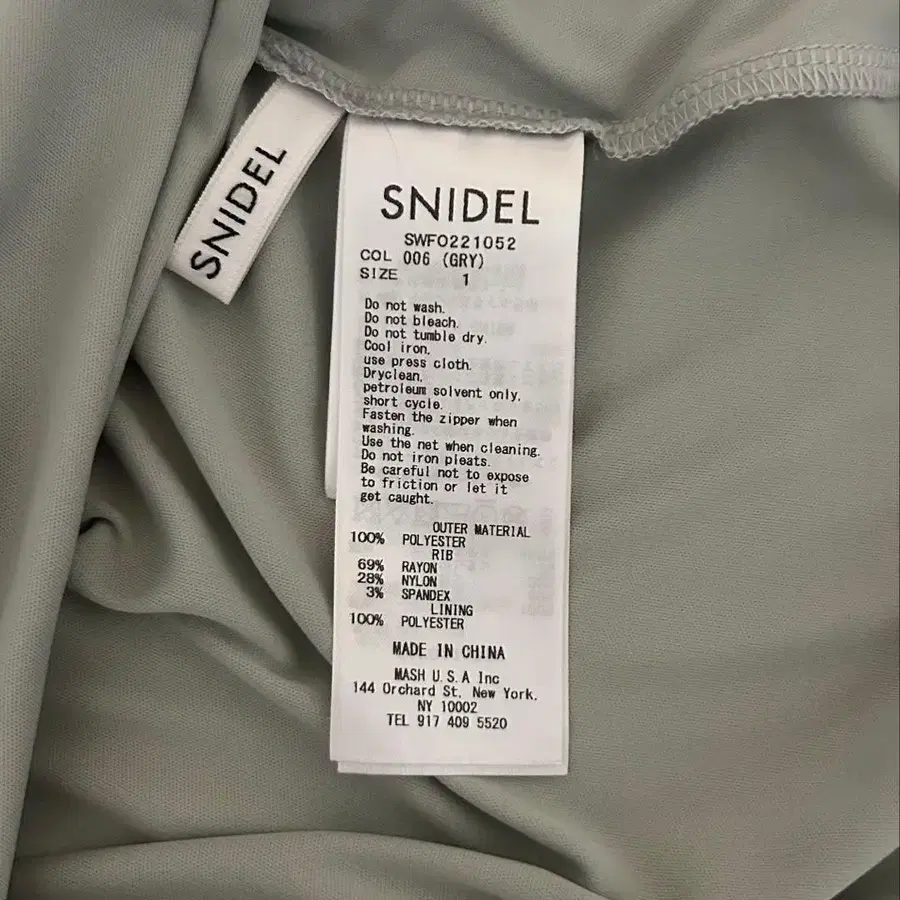 SNIDEL
SNIDEL
SWFO221052
COL 006 (GRY)
SIZE 1
Do not wash.
Do not bleach.
Do not tumble dry.
Cool iron,
use press cloth.
Dryclean,
petroleum solvent only,
short cycle.
Fasten the zipper when
washing.
Use the net when cleaning.
Do not iron pleats.
Be careful not to expose
to friction or let it
get caught.
OUTER MATERIAL
100% POLYESTER
RIB
69% RAYON
28% NYLON
3% SPANDEX
LINING
100% POLYESTER
MADE IN CHINA
MASH U.S.A Inc
144 Orchard St. New York,
NY 10002
TEL 917 409 5520